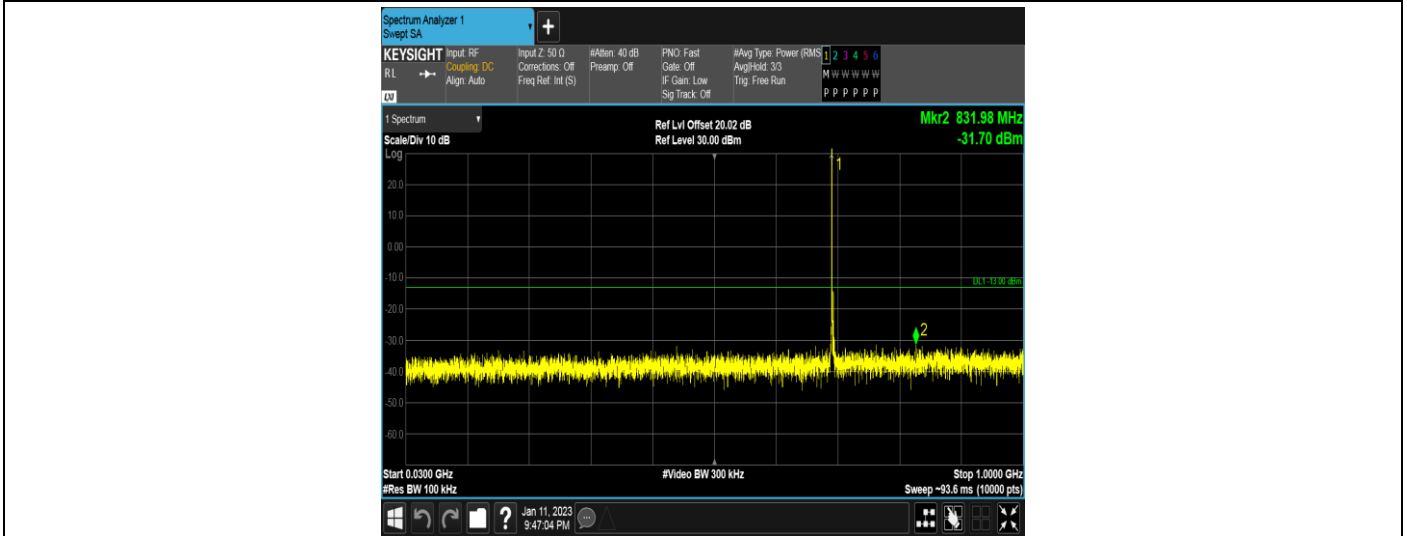 Spectrum Analyzer 1
Swept SA
+
KEYSIGHT
RL
LXI
Input: RF
Coupling: DC
Align: Auto
Input Z: 50 Ω
Corrections: Off
Freq Ref: Int (S)
#Atten: 40 dB
Preamp: Off
PNO: Fast
Gate: Off
IF Gain: Low
Sig Track: Off
#Avg Type: Power (RMS
Avg|Hold: 3/3
Trig: Free Run
1 2 3 4 5 6
M W W W W W
P P P P P P
1 Spectrum
Scale/Div 10 dB
Ref Lvl Offset 20.02 dB
Ref Level 30.00 dBm
Mkr2 831.98 MHz
-31.70 dBm
Log
1
20.0
10.0
0.00
-10.0
DL1 -13.00 dBm
-20.0
2
-30.0
-40.0
-50.0
-60.0
Start 0.0300 GHz
#Video BW 300 kHz
Stop 1.0000 GHz
#Res BW 100 kHz
Sweep ~93.6 ms (10000 pts)
?
Jan 11, 2023
9:47:04 PM